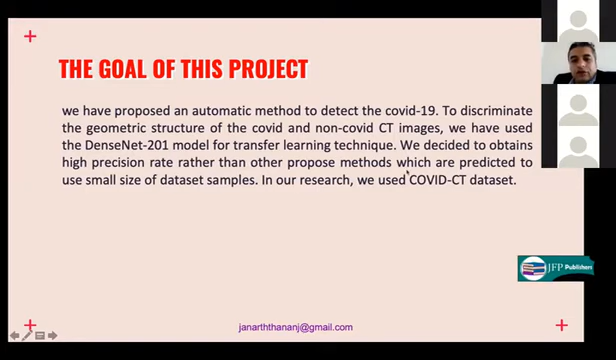 THE GOAL OF THIS PROJECT
we have proposed an automatic method to detect the covid-19. To discriminate
the geometric structure of the covid and non-covid CT images, we have used
the DenseNet-201 model for transfer learning technique. We decided to obtains
high precision rate rather than other propose methods which are predicted to
use small size of dataset samples. In our research, we used COVID-CT dataset.
JFP Publishers
janarththananj@gmail.com